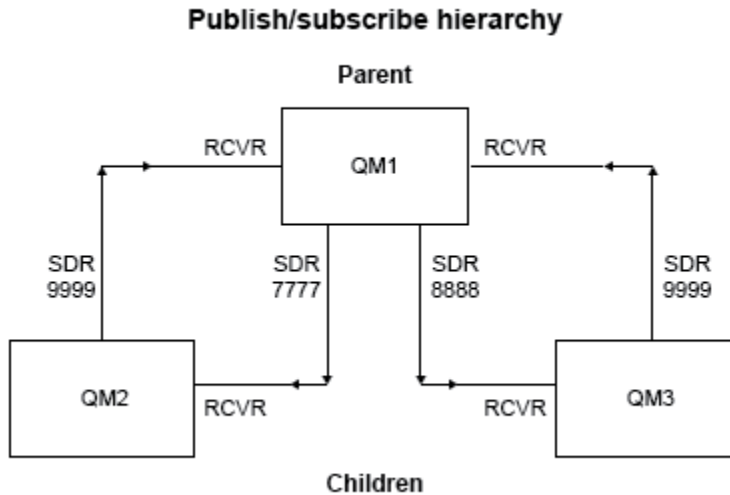 Publish/subscribe hierarchy
Parent
RCVR
QM1
RCVR
SDR
9999
SDR
7777
SDR
8888
SDR
9999
QM2
RCVR
RCVR
QM3
Children